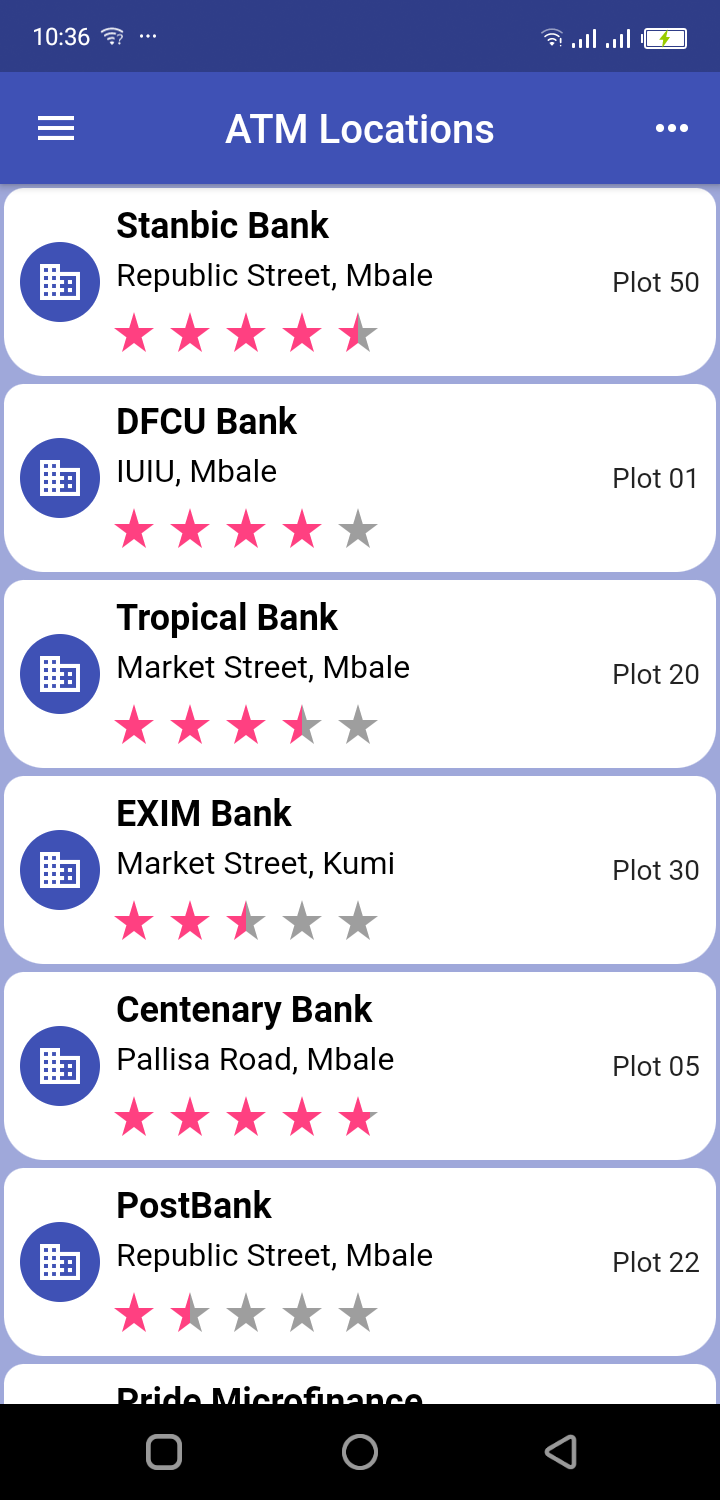 10:36
ATM Locations
Stanbic Bank
Republic Street, Mbale
Plot 50
DFCU Bank
IUIU, Mbale
Plot 01
Tropical Bank
Market Street, Mbale
Plot 20
EXIM Bank
Market Street, Kumi
Plot 30
Centenary Bank
Pallisa Road, Mbale
Plot 05
PostBank
Republic Street, Mbale
Plot 22
Pride Microfinance